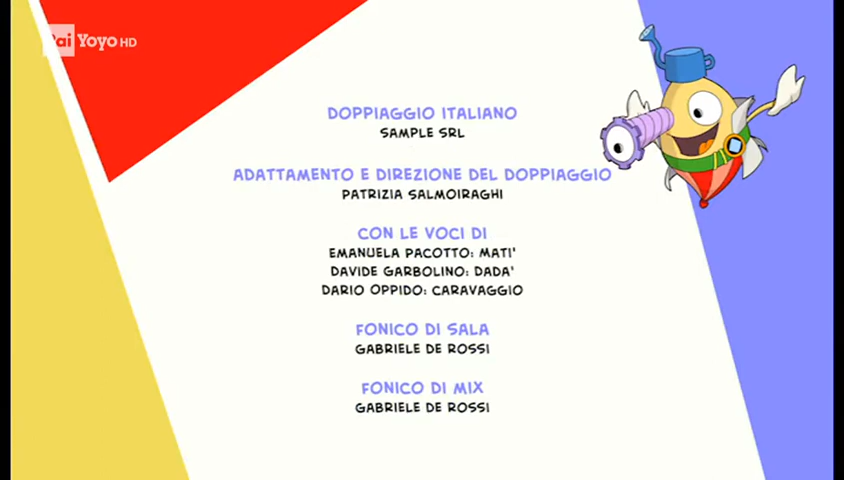 Rai Yoyo HD
DOPPIAGGIO ITALIANO
SAMPLE SRL
ADATTAMENTO E DIREZIONE DEL DOPPIAGGIO
PATRIZIA SALMOIRAGHI
CON LE VOCI DI
EMANUELA PACOTTO: MATI'
DAVIDE GARBOLINO: DADA'
DARIO OPPIDO: CARAVAGGIO
FONICO DI SALA
GABRIELE DE ROSSI
FONICO DI MIX
GABRIELE DE ROSSI